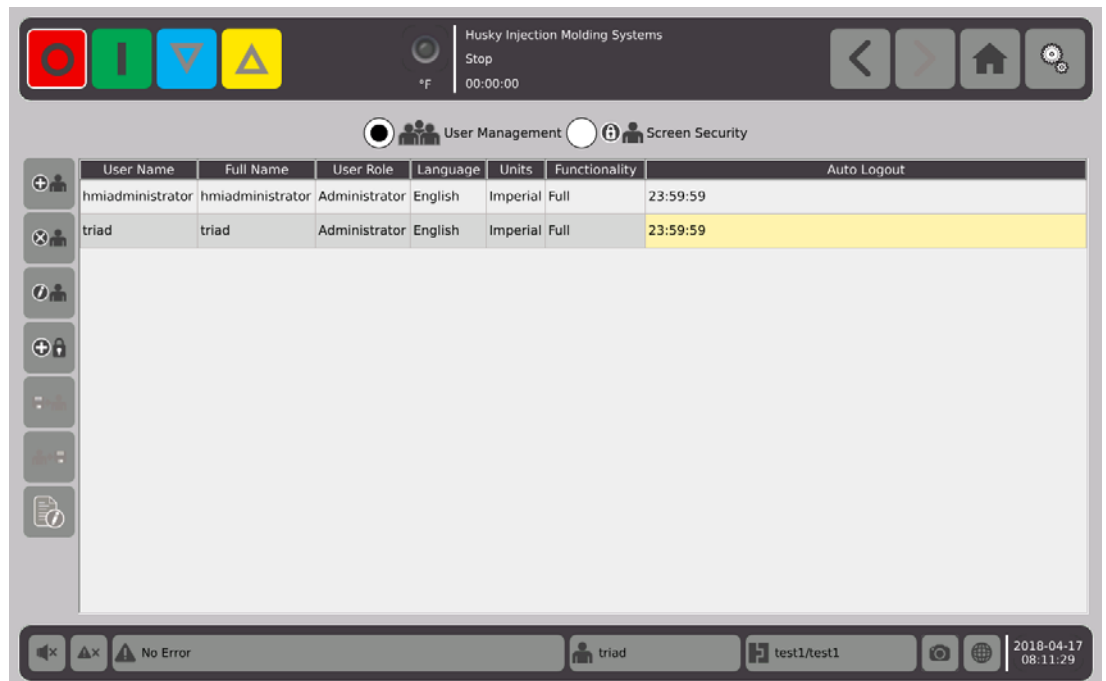 Husky Injection Molding Systems
Stop
°F 00:00:00
User Management Screen Security
User Name Full Name User Role Language Units Functionality Auto Logout
hmiadministrator hmiadministrator Administrator English Imperial Full 23:59:59
triad triad Administrator English Imperial Full 23:59:59
No Error triad test1/test1 2018-04-17
08:11:29